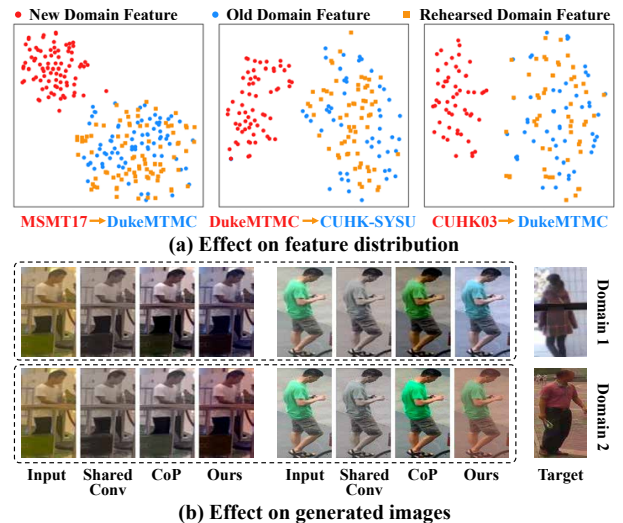 New Domain Feature Old Domain Feature Rehearsed Domain Feature
MSMT17 DukeMTMC DukeMTMC CUHK-SYSU CUHK03 DukeMTMC
(a) Effect on feature distribution
Domain 1
Domain 2
Input Shared Conv CoP Ours Input Shared Conv CoP Ours Target
(b) Effect on generated images